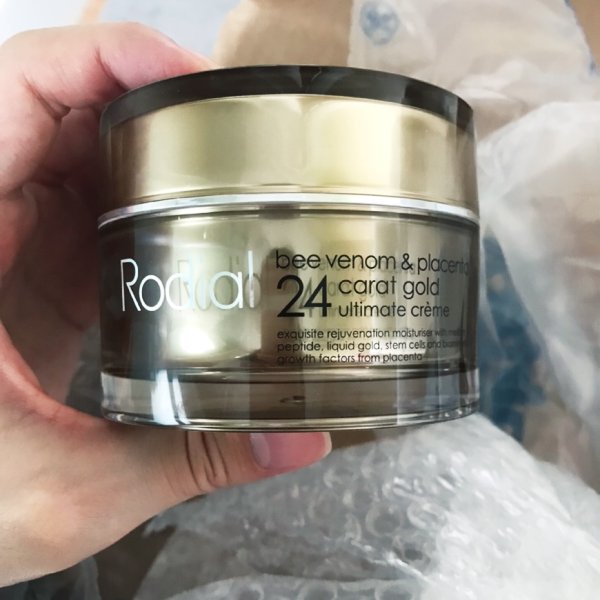 Rodial
bee venom & placenta
24 carat gold
ultimate crème
exquisite rejuvenation moisturiser with
peptide, liquid gold, stem cells and
growth factors from placenta